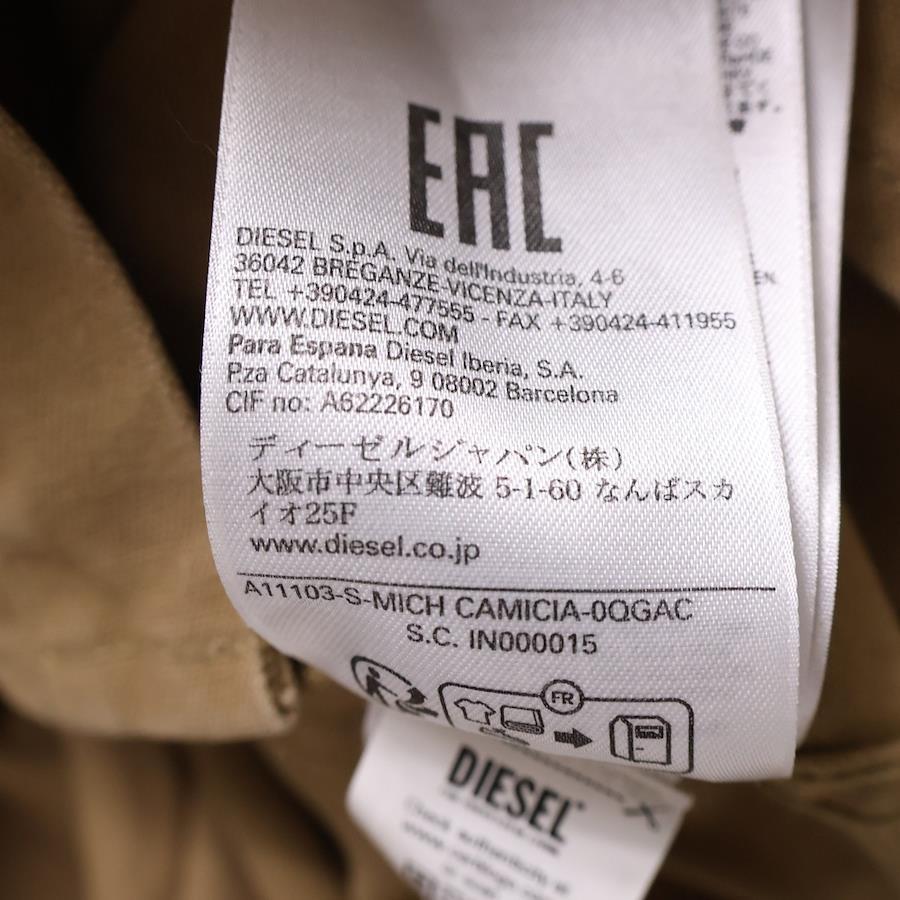 EAC
DIESEL S.p.A. Via dell'Industria, 4-6
36042 BREGANZE-VICENZA-ITALY
TEL +390424-477555 - FAX +390424-411955
WWW.DIESEL.COM
Para Espana Diesel Iberia, S.A.
P.za Catalunya, 9 08002 Barcelona
CIF no: A62226170
ディーゼルジャパン(株)
大阪市中央区難波 5-1-60 なんばスカ
イオ25F
www.diesel.co.jp
A11103-S-MICH CAMICIA-0QGAC
S.C. IN000015
FR
DIESEL